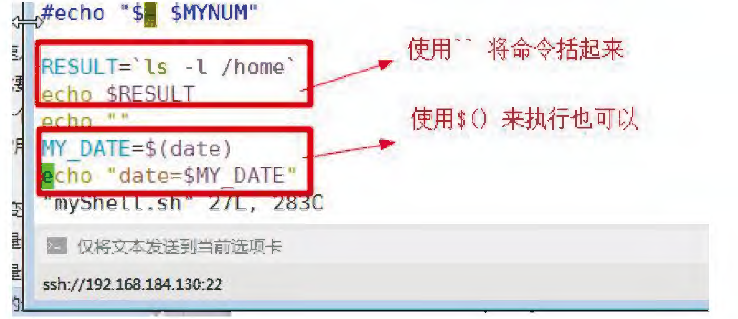 #echo "$ $MYNUM"
使用`` 将命令括起来
RESULT=`ls -l /home`
echo $RESULT
echo ""
使用$() 来执行也可以
MY_DATE=$(date)
echo "date=$MY_DATE"
"myShell.sh" 27L, 283C
仅将文本发送到当前选项卡
ssh://192.168.184.130:22